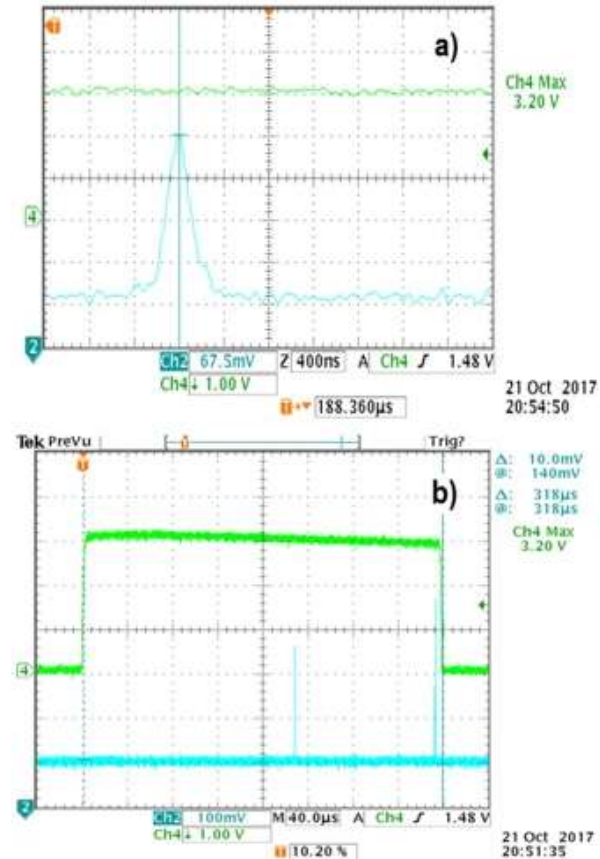 a)
Ch4 Max
3.20 V
4
2
Ch2 67.5mV Z 400ns A Ch4 ƒ 1.48 V
Ch4↓ 1.00 V
188.360µs
21 Oct 2017
20:54:50
Tek PreVu
Trig?
b)
Δ: 10.0mV
@: 140mV
Δ: 318µs
@: 318µs
Ch4 Max
3.20 V
4
2
Ch2 100mV M 40.0µs A Ch4 ƒ 1.48 V
Ch4↓ 1.00 V
10.20 %
21 Oct 2017
20:51:35